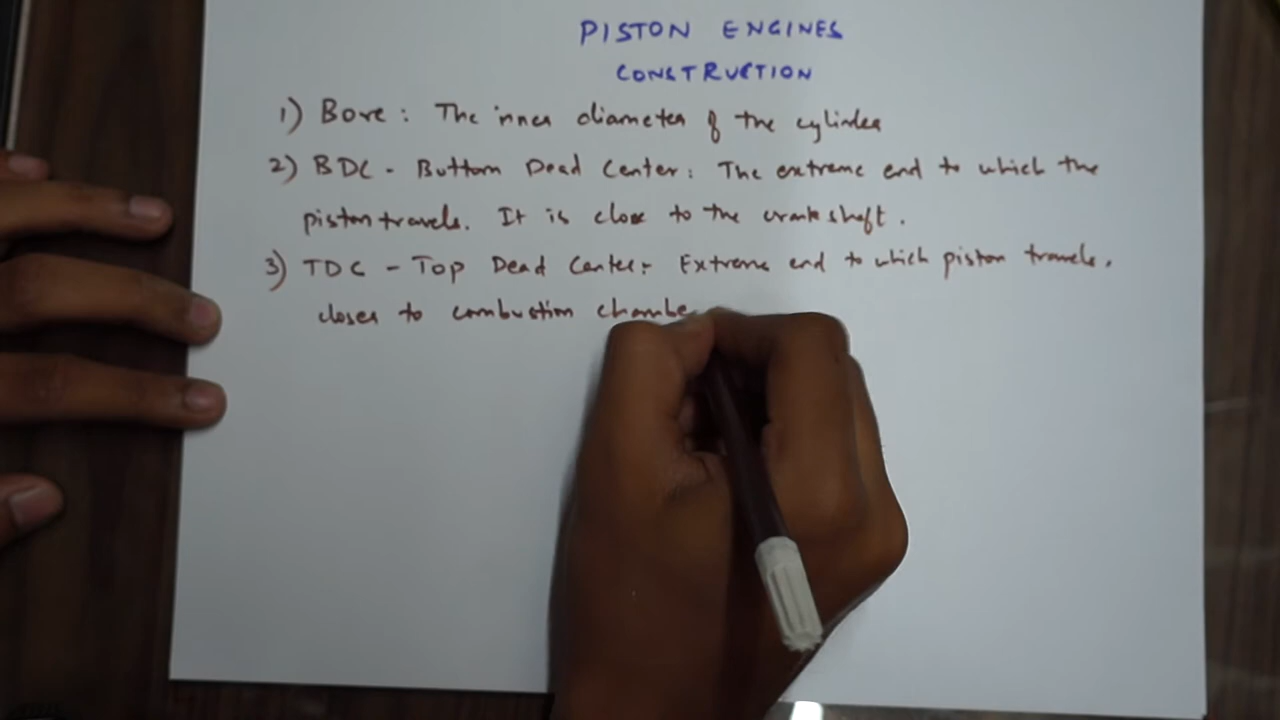 PISTON ENGINES
CONSTRUCTION
1) Bore: The inner diameter of the cylinder
2) BDC - Buttom Dead Center: The extreme end to which the
piston travels. It is close to the crankshaft.
3) TDC - Top Dead Center:- Extreme end to which piston travels.
closer to combustion chambe